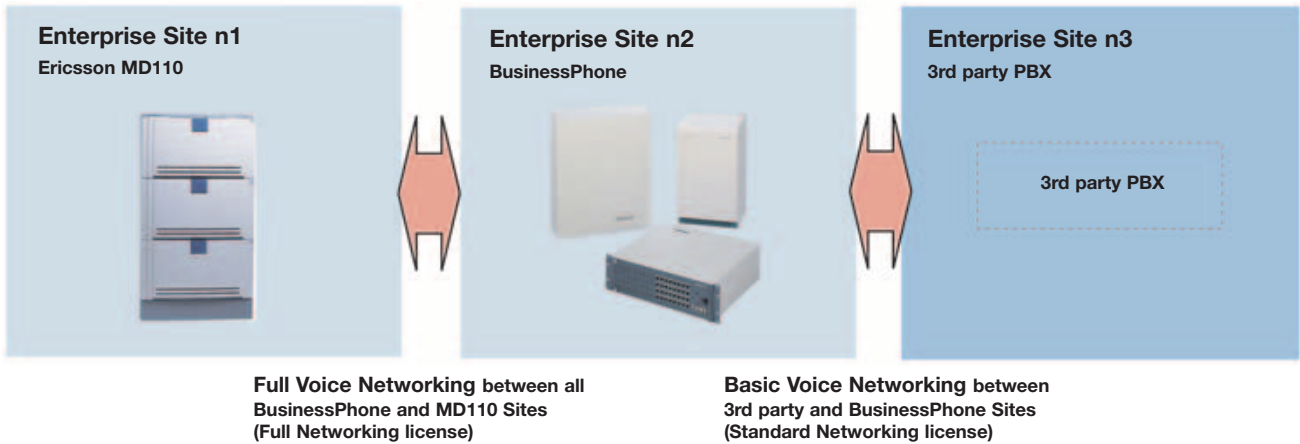 Enterprise Site n1
Ericsson MD110
Enterprise Site n2
BusinessPhone
Enterprise Site n3
3rd party PBX
3rd party PBX
Full Voice Networking between all
BusinessPhone and MD110 Sites
(Full Networking license)
Basic Voice Networking between
3rd party and BusinessPhone Sites
(Standard Networking license)